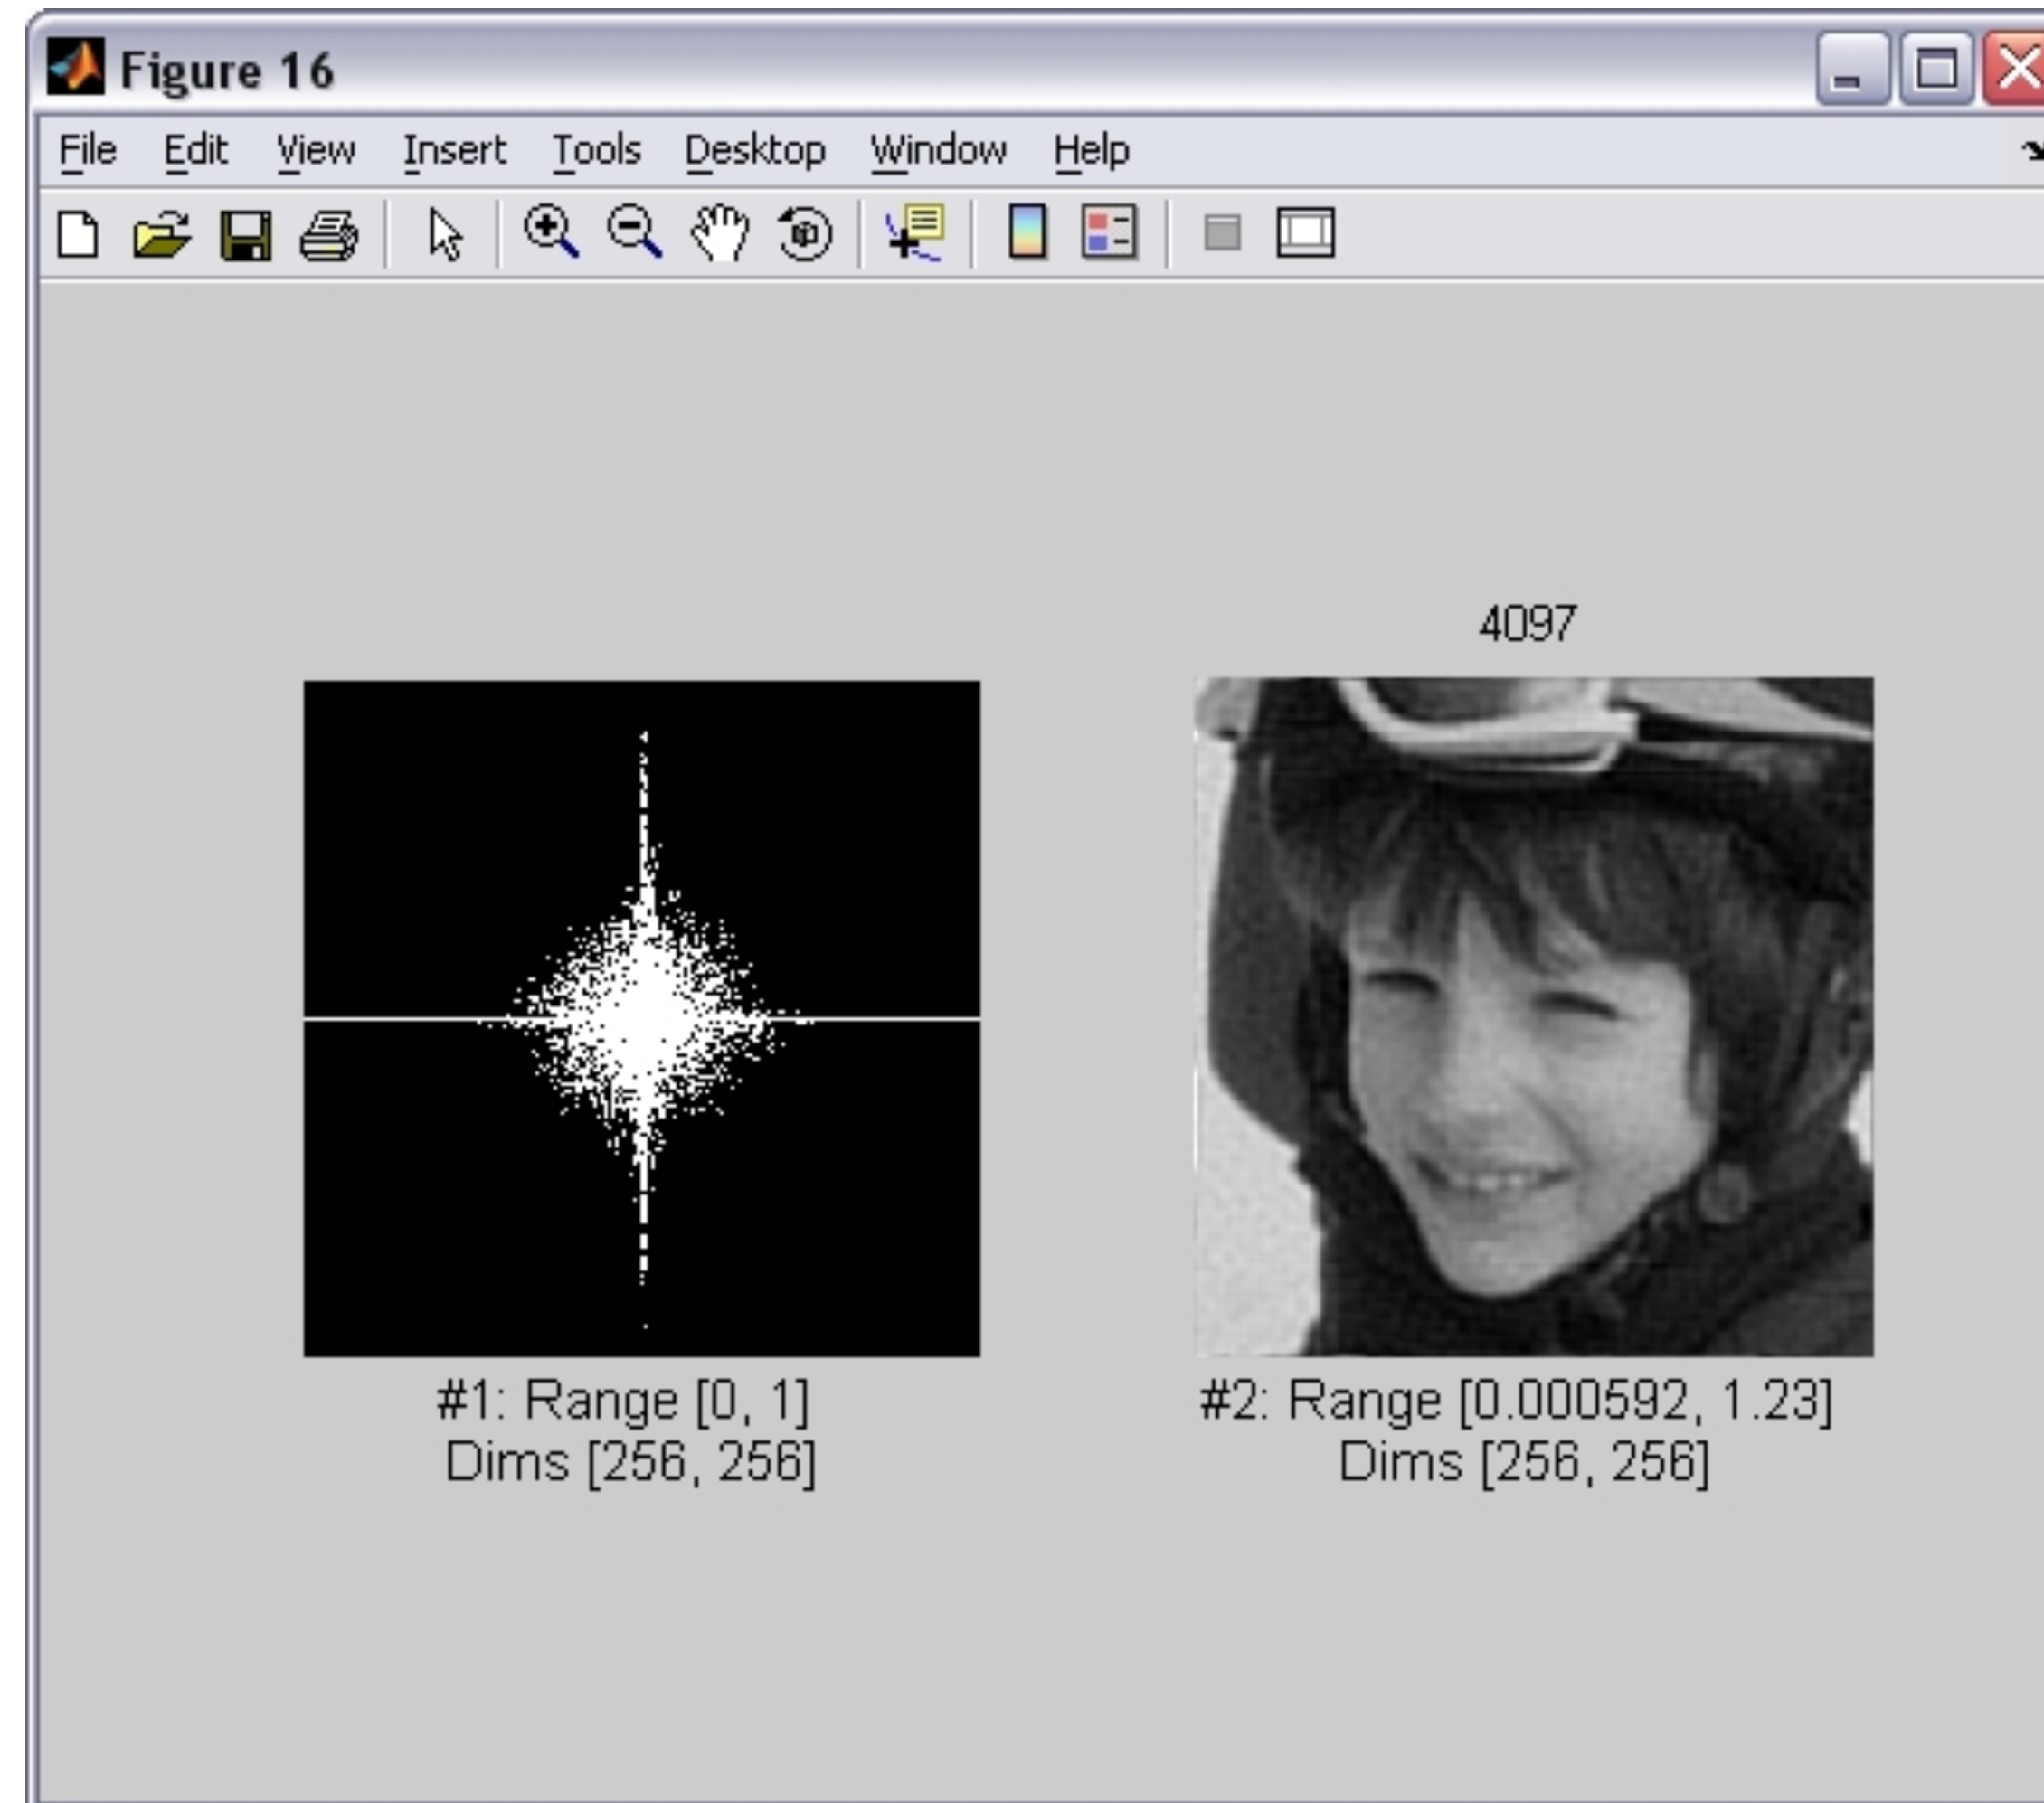 Figure 16
File Edit View Insert Tools Desktop Window Help
4097
#1: Range [0, 1]
Dims [256, 256]
#2: Range [0.000592, 1.23]
Dims [256, 256]